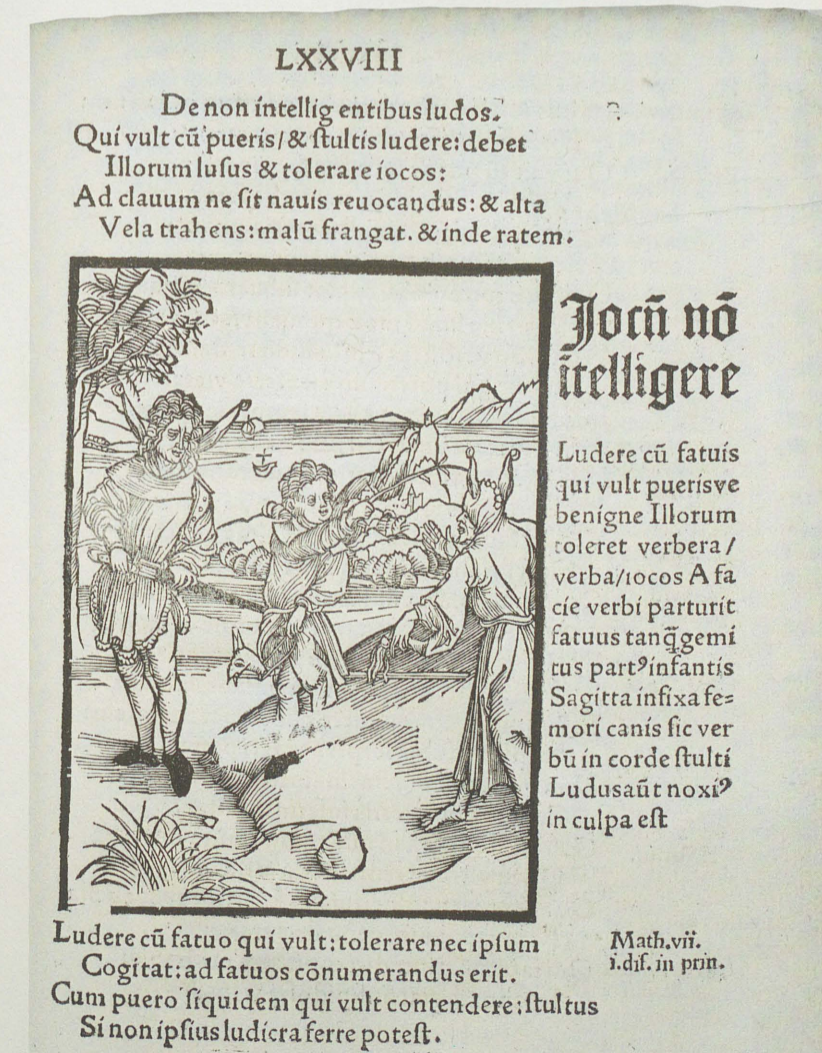 LXXVIII
De non intellig entibus ludos.
Qui vult cū pueris/& ſtultis ludere: debet
Illorum luſus & tolerare iocos:
Ad clauum ne ſit nauis reuocandus: & alta
Vela trahens: malū frangat. & inde ratem.
Jocū nō
ītelligere
Ludere cū fatuis
qui vult puerisve
benigne Illorum
toleret verbera/
verba/iocos A fa
cie verbi parturit
fatuus tanq̄̄ gemi
tus partꝰ infantis
Sagitta infixa fe=
mori canis ſic ver
bū in corde ſtulti
Ludus aūt noxiꝰ
in culpa eſt
Ludere cū fatuo qui vult: tolerare nec ipſum
Cogitat: ad fatuos cōnumerandus erit.
Cum puero ſiquidem qui vult contendere: ſtultus
Si non ipſius ludicra ferre poteſt.
Math.vii.
i.diſ. in prin.